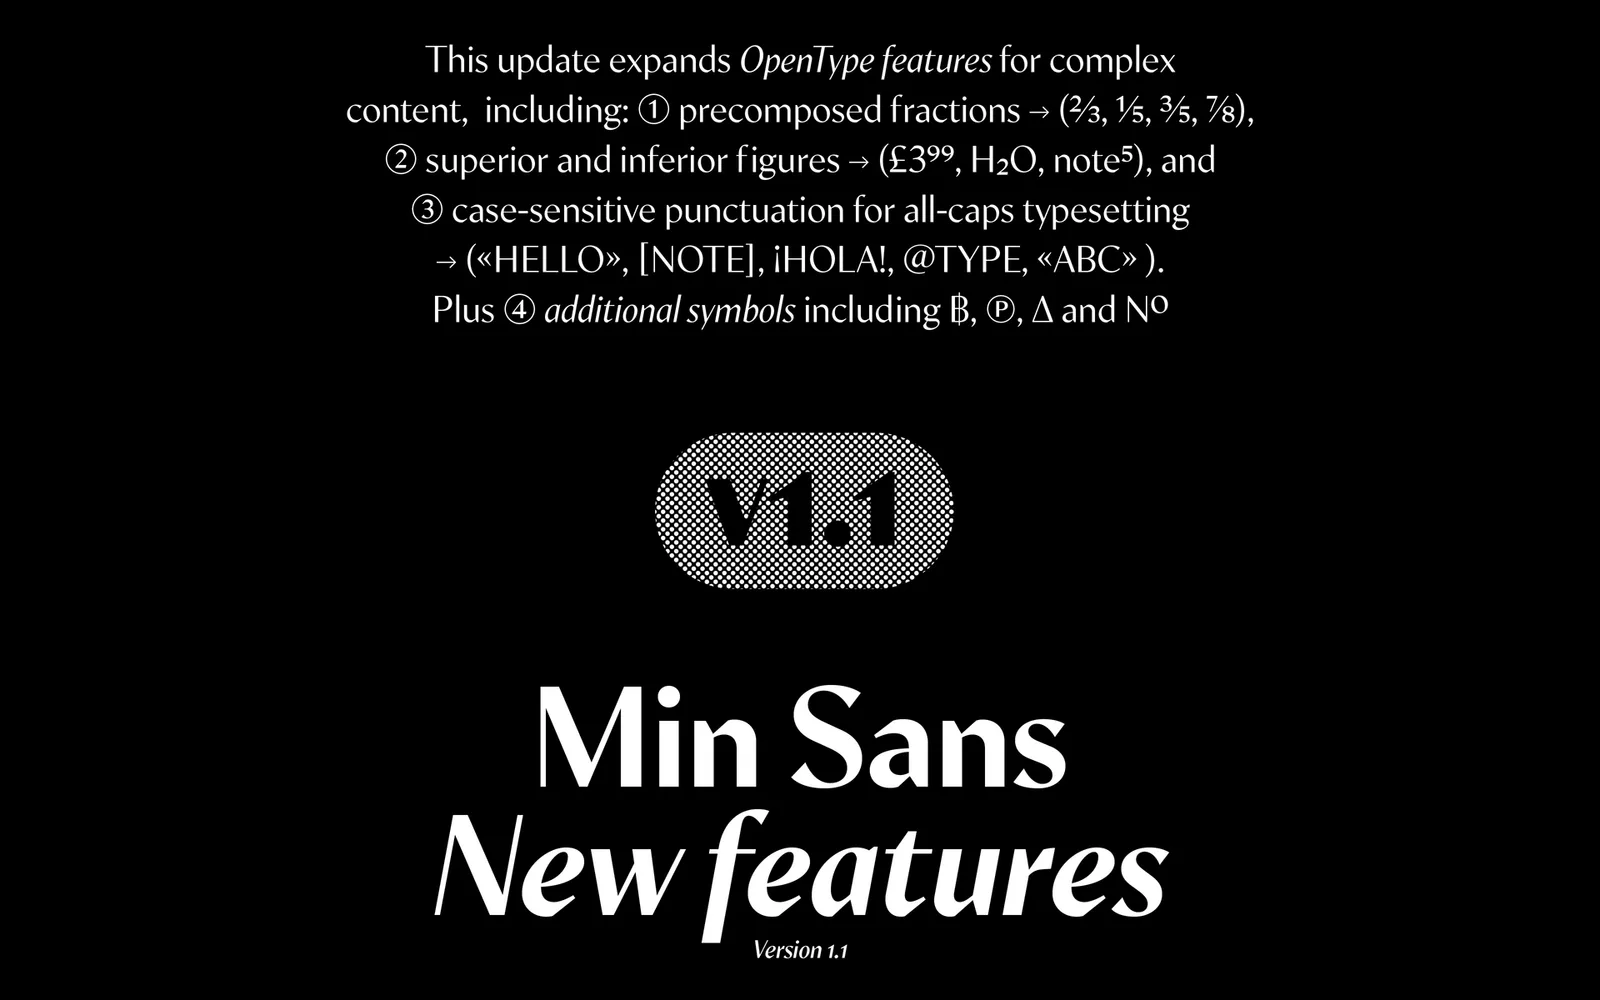 This update expands OpenType features for complex
content,  including: ① precomposed fractions → (⅔, ⅕, ⅗, ⅞),
② superior and inferior figures → (£3⁹⁹, H₂O, note⁵), and
③ case-sensitive punctuation for all-caps typesetting
→ («HELLO», [NOTE], ¡HOLA!, @TYPE, «ABC» ).
Plus ④ additional symbols including ฿, ℗, ∆ and Nº
v1.1
Min Sans
New features
Version 1.1